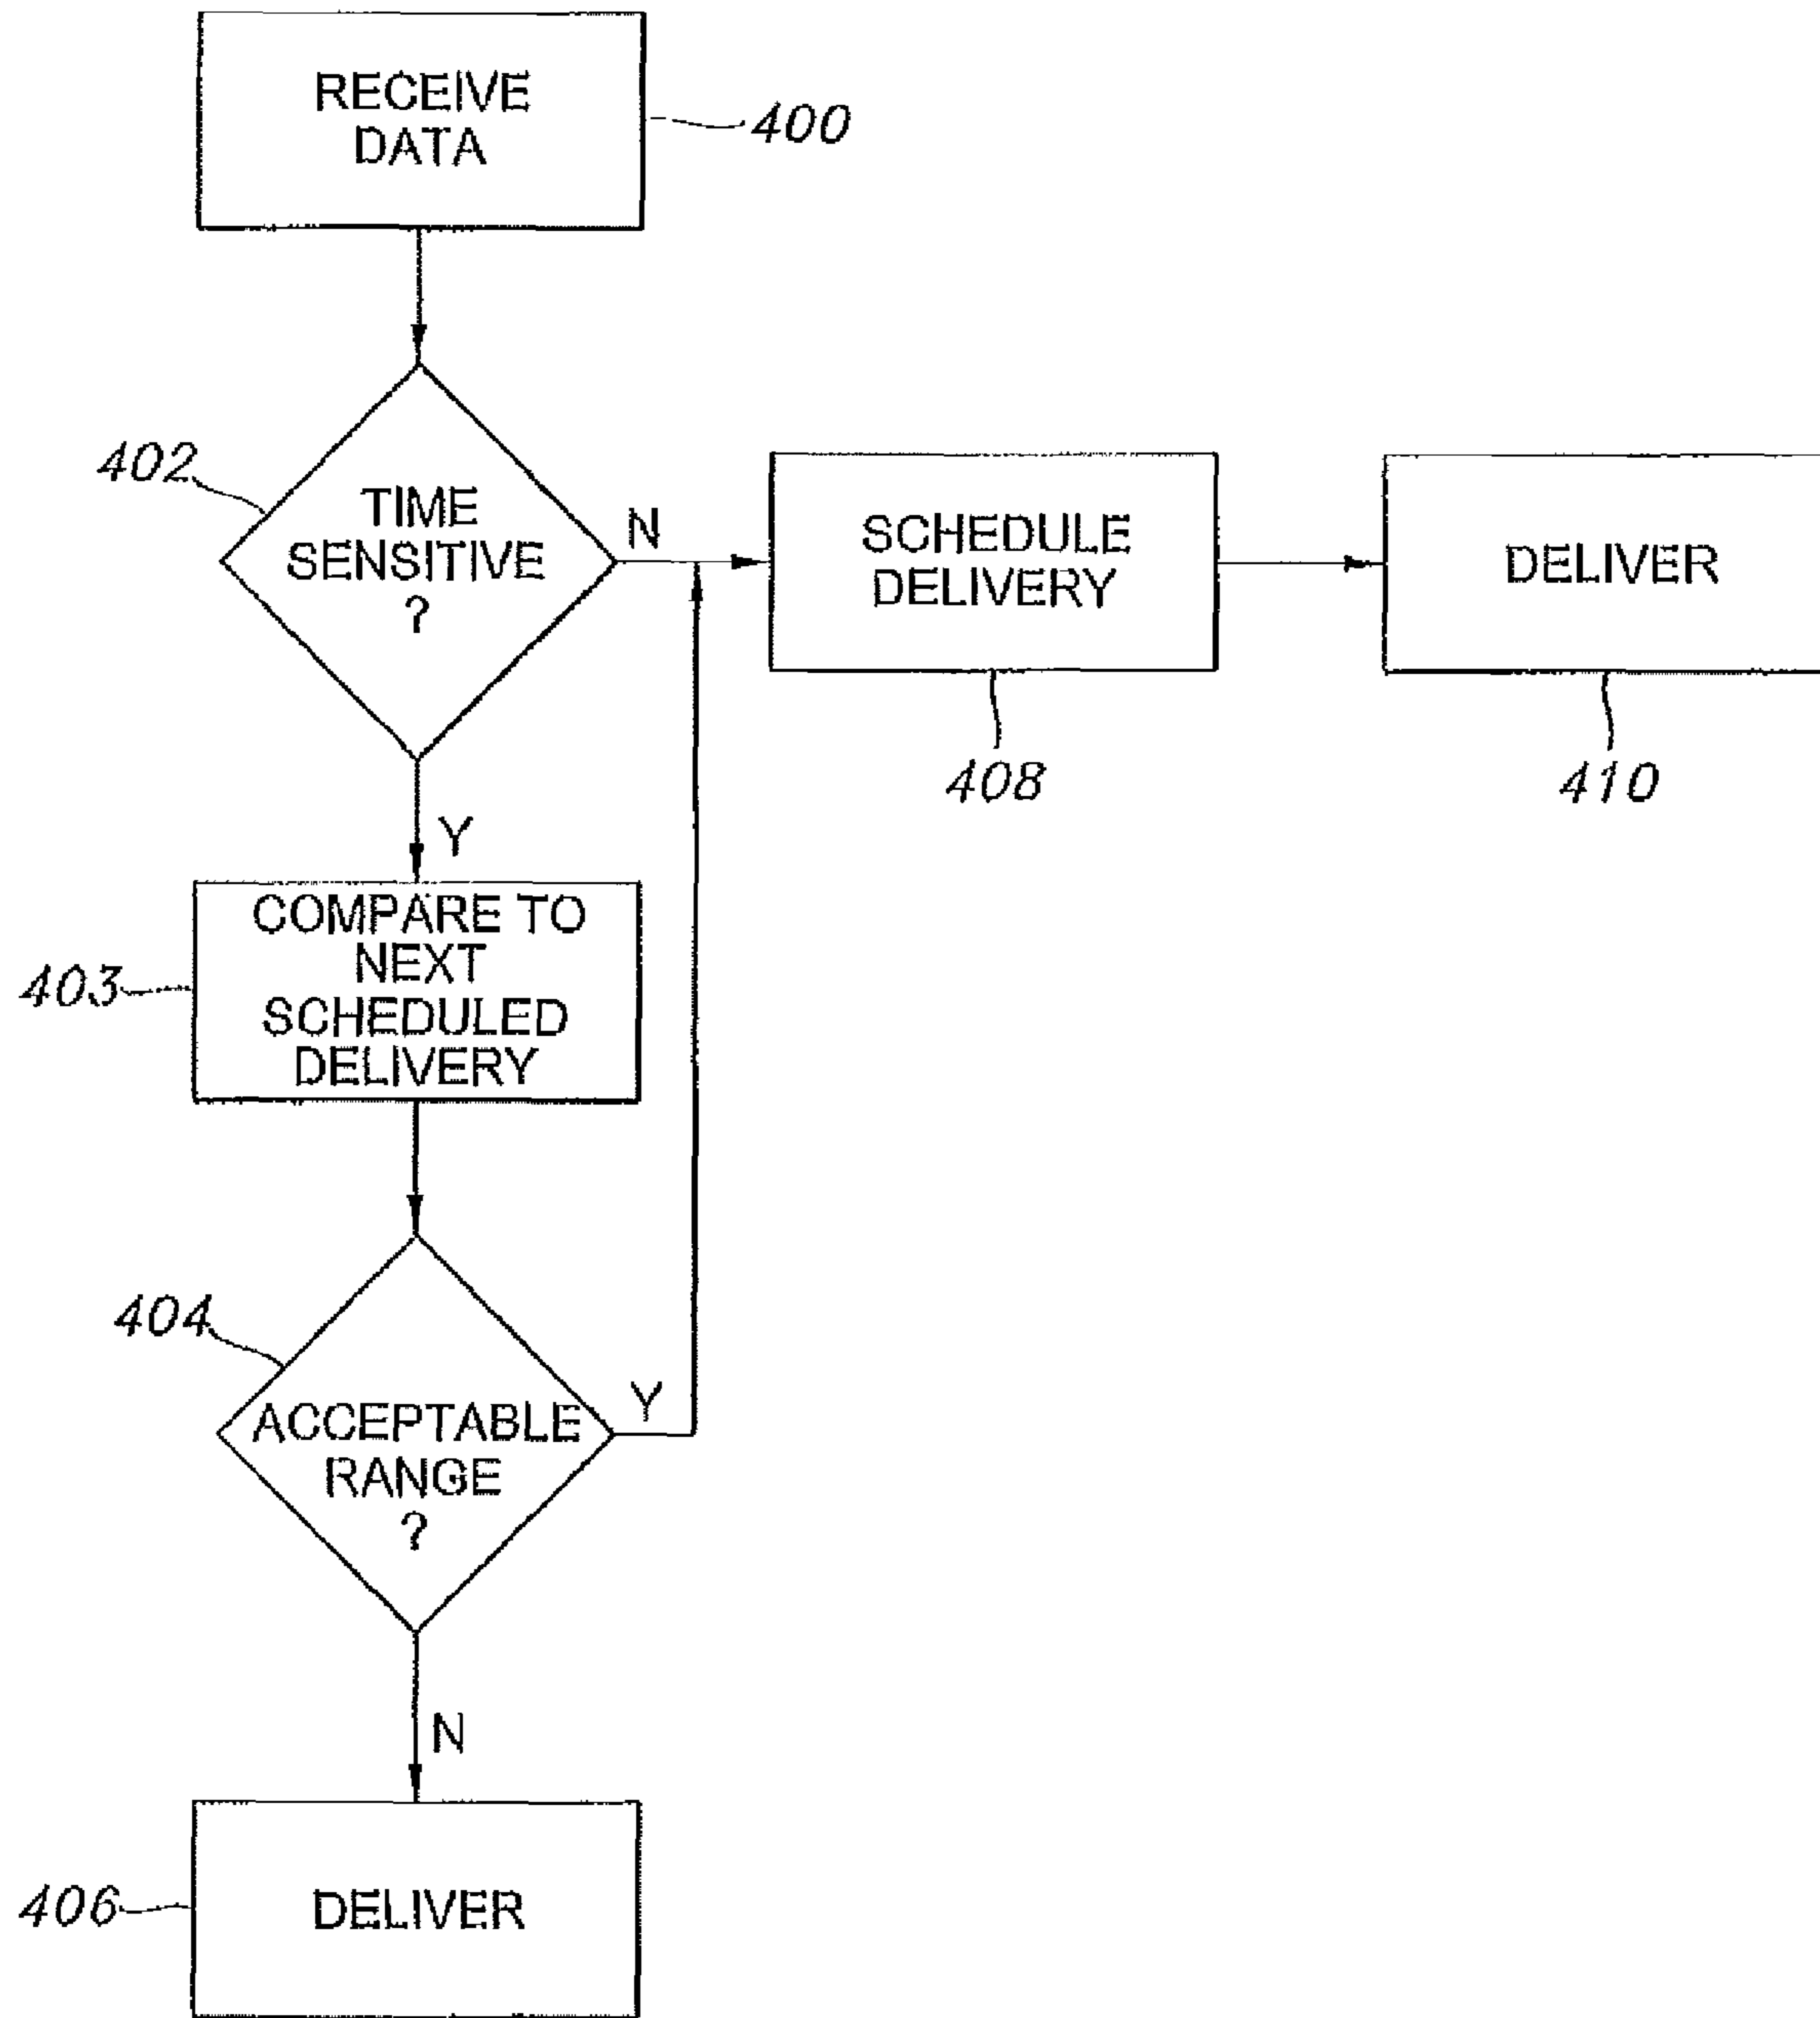 RECEIVE
DATA
400
402
TIME
SENSITIVE
?
N
SCHEDULE
DELIVERY
408
DELIVER
410
Y
403
COMPARE TO
NEXT
SCHEDULED
DELIVERY
404
ACCEPTABLE
RANGE
?
Y
N
406
DELIVER